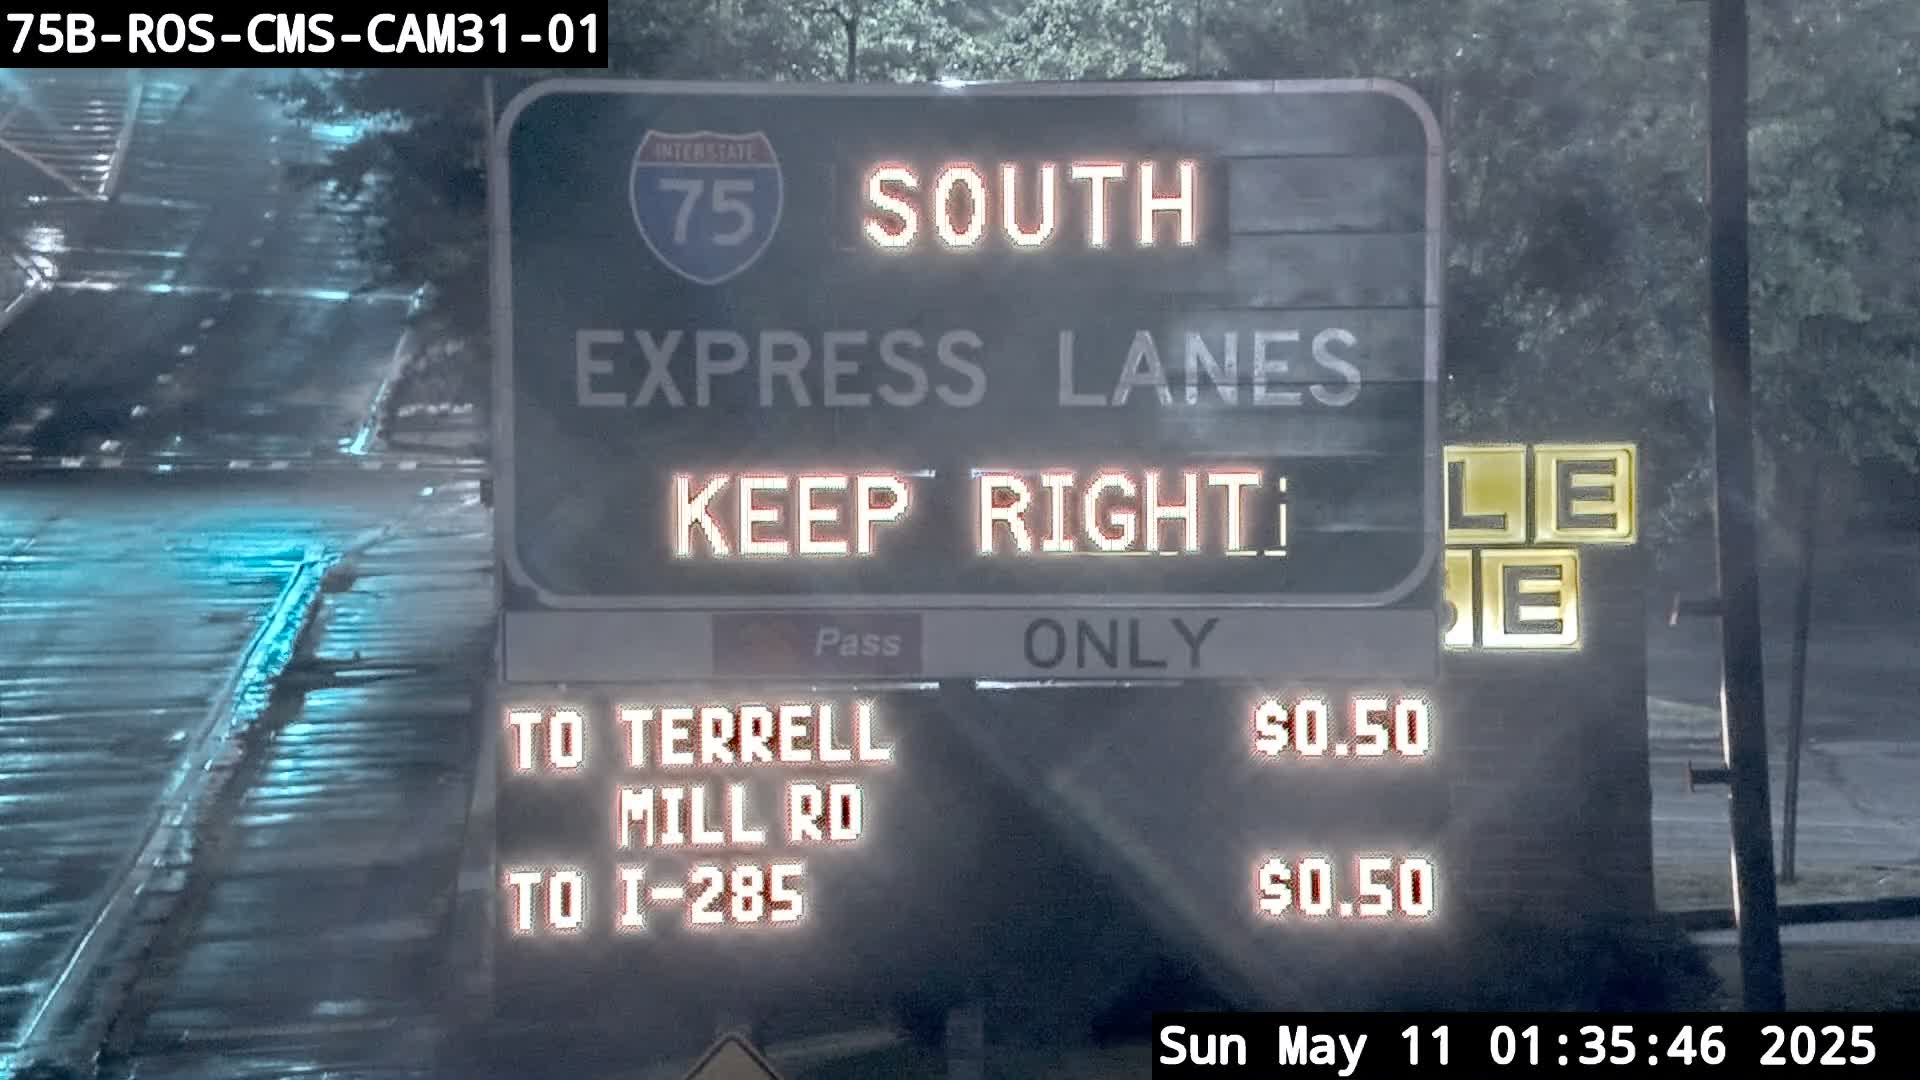 75B-ROS-CMS-CAM31-01
INTERSTATE
75
SOUTH
EXPRESS LANES
KEEP RIGHT
Pass ONLY
TO TERRELL $0.50
MILL RD
TO I-285 $0.50
LE
E
Sun May 11 01:35:46 2025